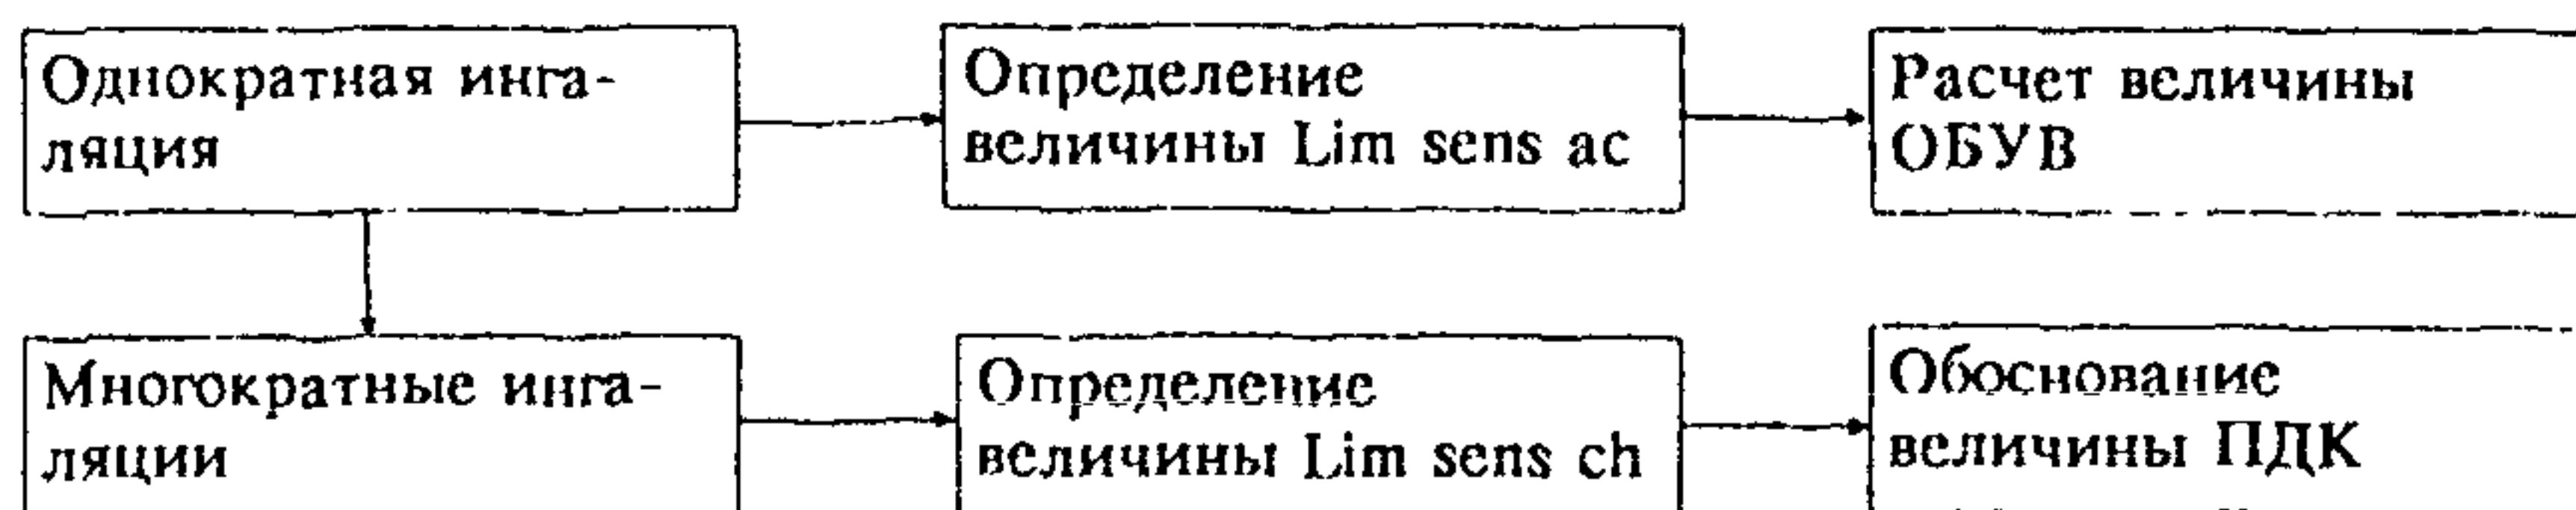 Однократная инга-
ляция
Определение
величины Lim sens ac
Расчет величины
ОБУВ
Многократные инга-
ляции
Определение
величины Lim sens ch
Обоснование
величины ПДК